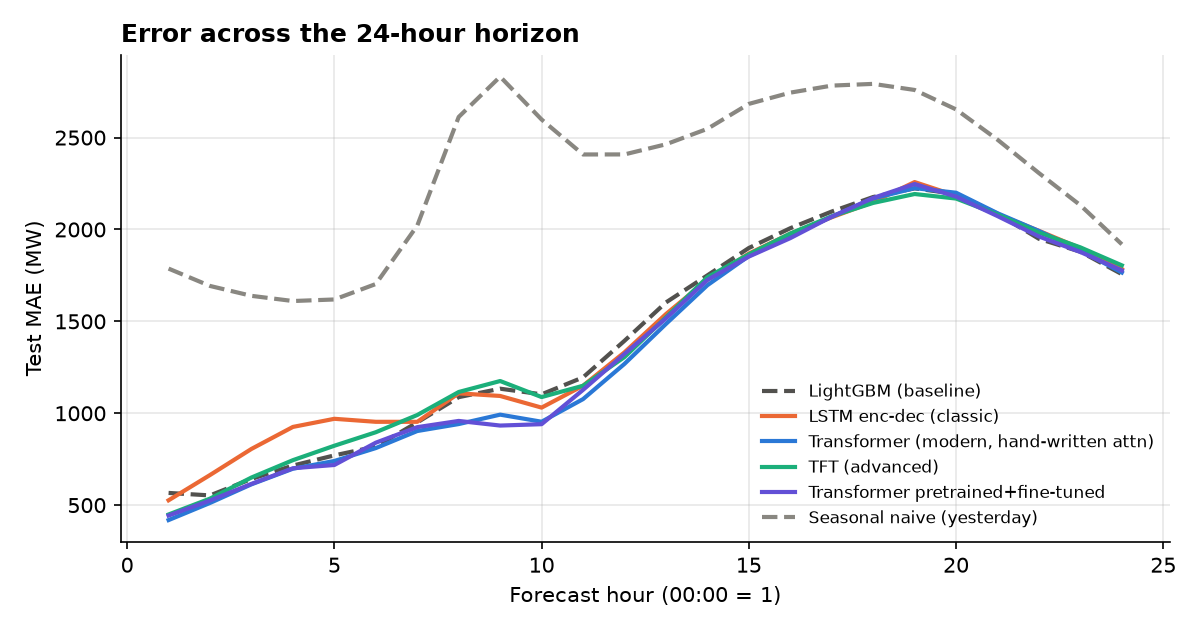 Error across the 24-hour horizon
Test MAE (MW)
2500
2000
1500
1000
500
0 5 10 15 20 25
Forecast hour (00:00 = 1)
LightGBM (baseline)
LSTM enc-dec (classic)
Transformer (modern, hand-written attn)
TFT (advanced)
Transformer pretrained+fine-tuned
Seasonal naive (yesterday)